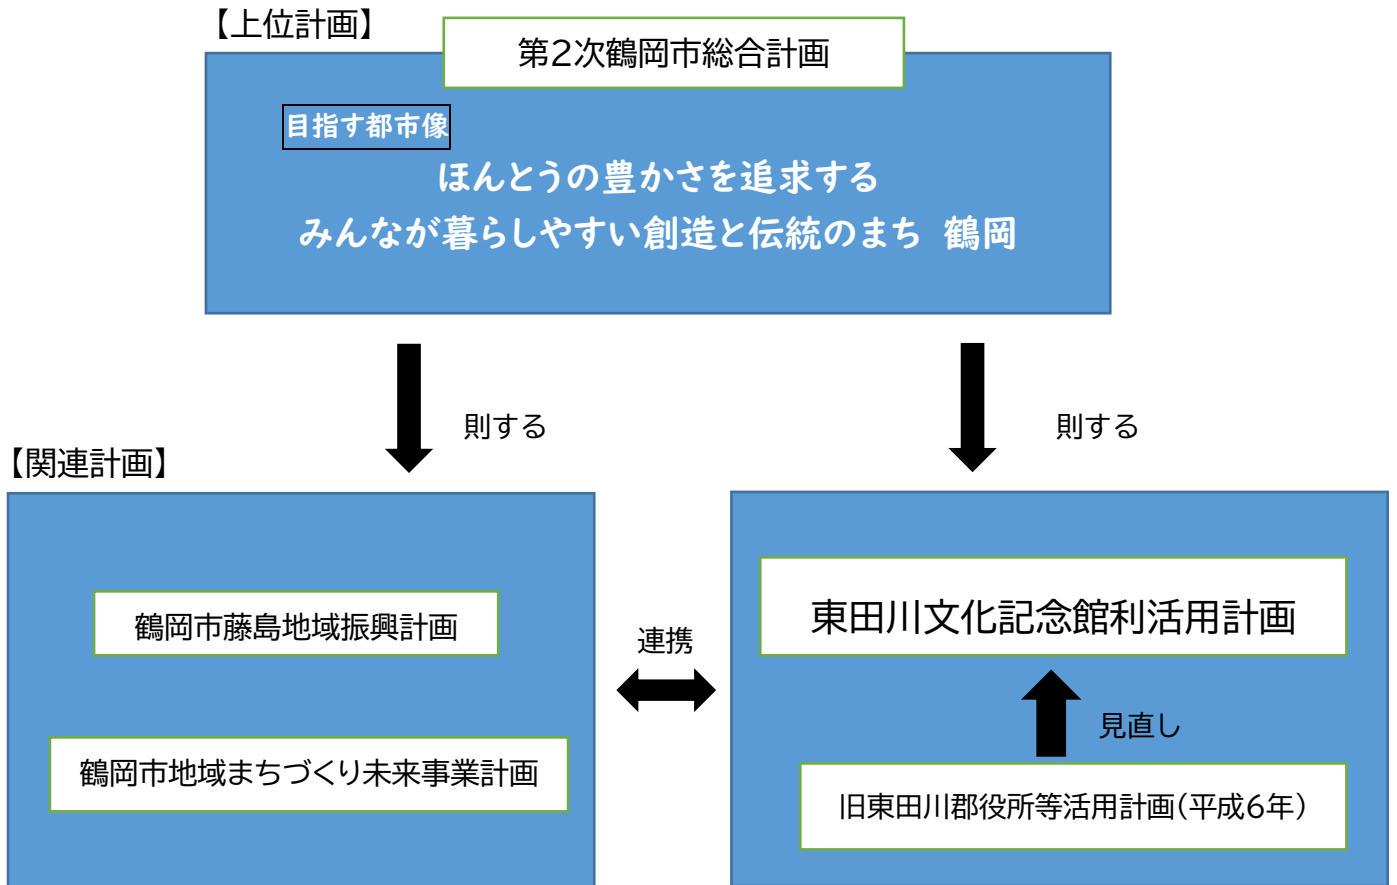 【上位計画】
第2次鶴岡市総合計画
目指す都市像
ほんとうの豊かさを追求する
みんなが暮らしやすい創造と伝統のまち 鶴岡
則する
則する
【関連計画】
鶴岡市藤島地域振興計画
鶴岡市地域まちづくり未来事業計画
連携
東田川文化記念館利活用計画
見直し
旧東田川郡役所等活用計画(平成6年)